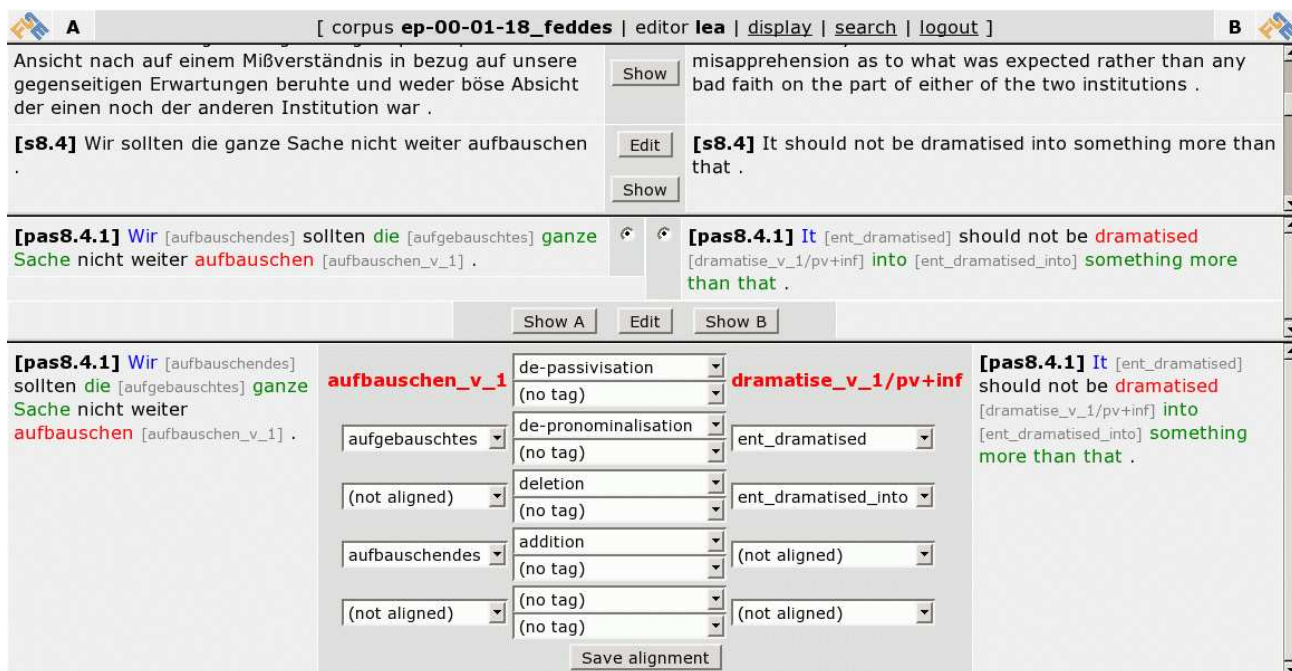 A [ corpus ep-00-01-18_feddes | editor lea | display | search | logout ] B
Ansicht nach auf einem Mißverständnis in bezug auf unsere
gegenseitigen Erwartungen beruhte und weder böse Absicht
der einen noch der anderen Institution war .
Show
misapprehension as to what was expected rather than any
bad faith on the part of either of the two institutions .
[s8.4] Wir sollten die ganze Sache nicht weiter aufbauschen
.
Edit
Show
[s8.4] It should not be dramatised into something more than
that .
[pas8.4.1] Wir [aufbauschendes] sollten die [aufgebauschtes] ganze
Sache nicht weiter aufbauschen [aufbauschen_v_1] .
[pas8.4.1] It [ent_dramatised] should not be dramatised
[dramatise_v_1/pv+inf] into [ent_dramatised_into] something more
than that .
Show A Edit Show B
[pas8.4.1] Wir [aufbauschendes]
sollten die [aufgebauschtes] ganze
Sache nicht weiter
aufbauschen [aufbauschen_v_1] .
aufbauschen_v_1
de-passivisation
(no tag)
dramatise_v_1/pv+inf
aufgebauschtes
de-pronominalisation
(no tag)
ent_dramatised
(not aligned)
deletion
(no tag)
ent_dramatised_into
aufbauschendes
addition
(no tag)
(not aligned)
(not aligned)
(no tag)
(no tag)
(not aligned)
Save alignment
[pas8.4.1] It [ent_dramatised]
should not be dramatised
[dramatise_v_1/pv+inf] into
[ent_dramatised_into] something
more than that .